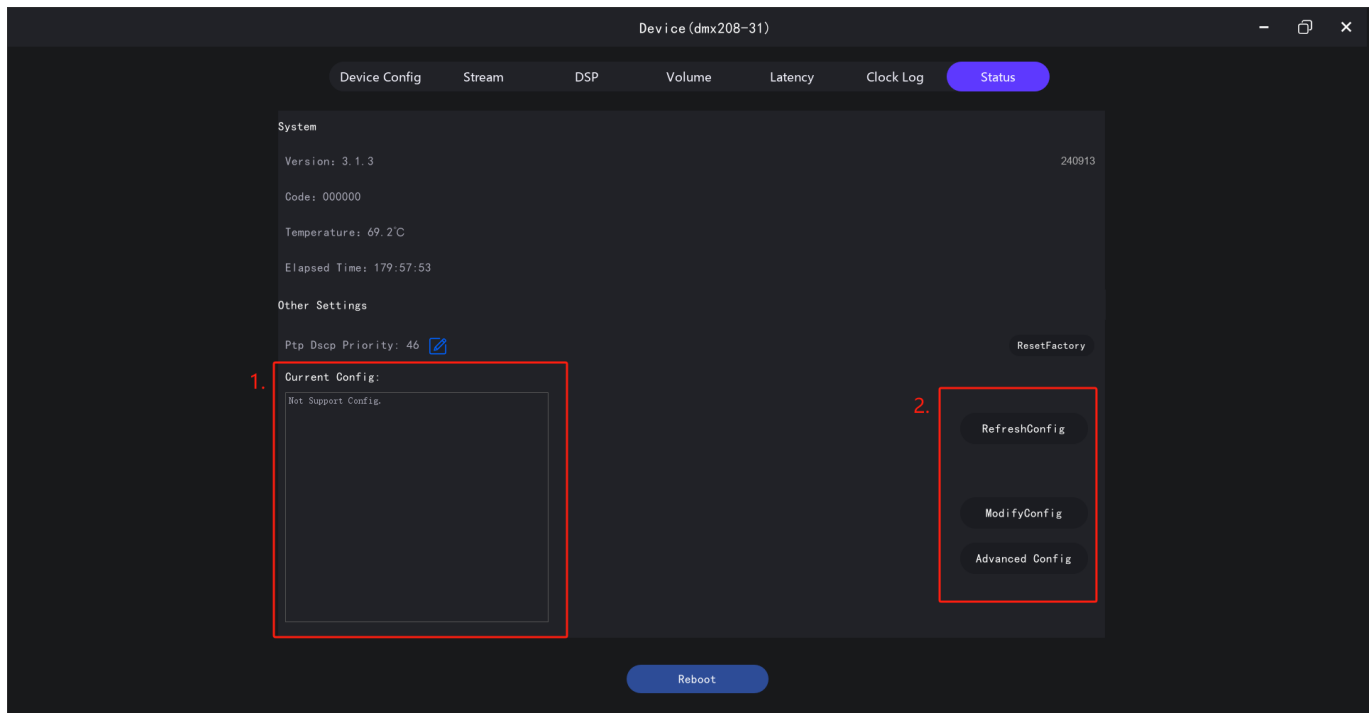 Device(dmx208-31)
Device Config Stream DSP Volume Latency Clock Log Status
System
Version: 3.1.3 240913
Code: 000000
Temperature: 69.2℃
Elapsed Time: 179:57:53
Other Settings
Ptp Dscp Priority: 46 ResetFactory
1. Current Config:
Not Support Config.
2.
RefreshConfig
ModifyConfig
Advanced Config
Reboot